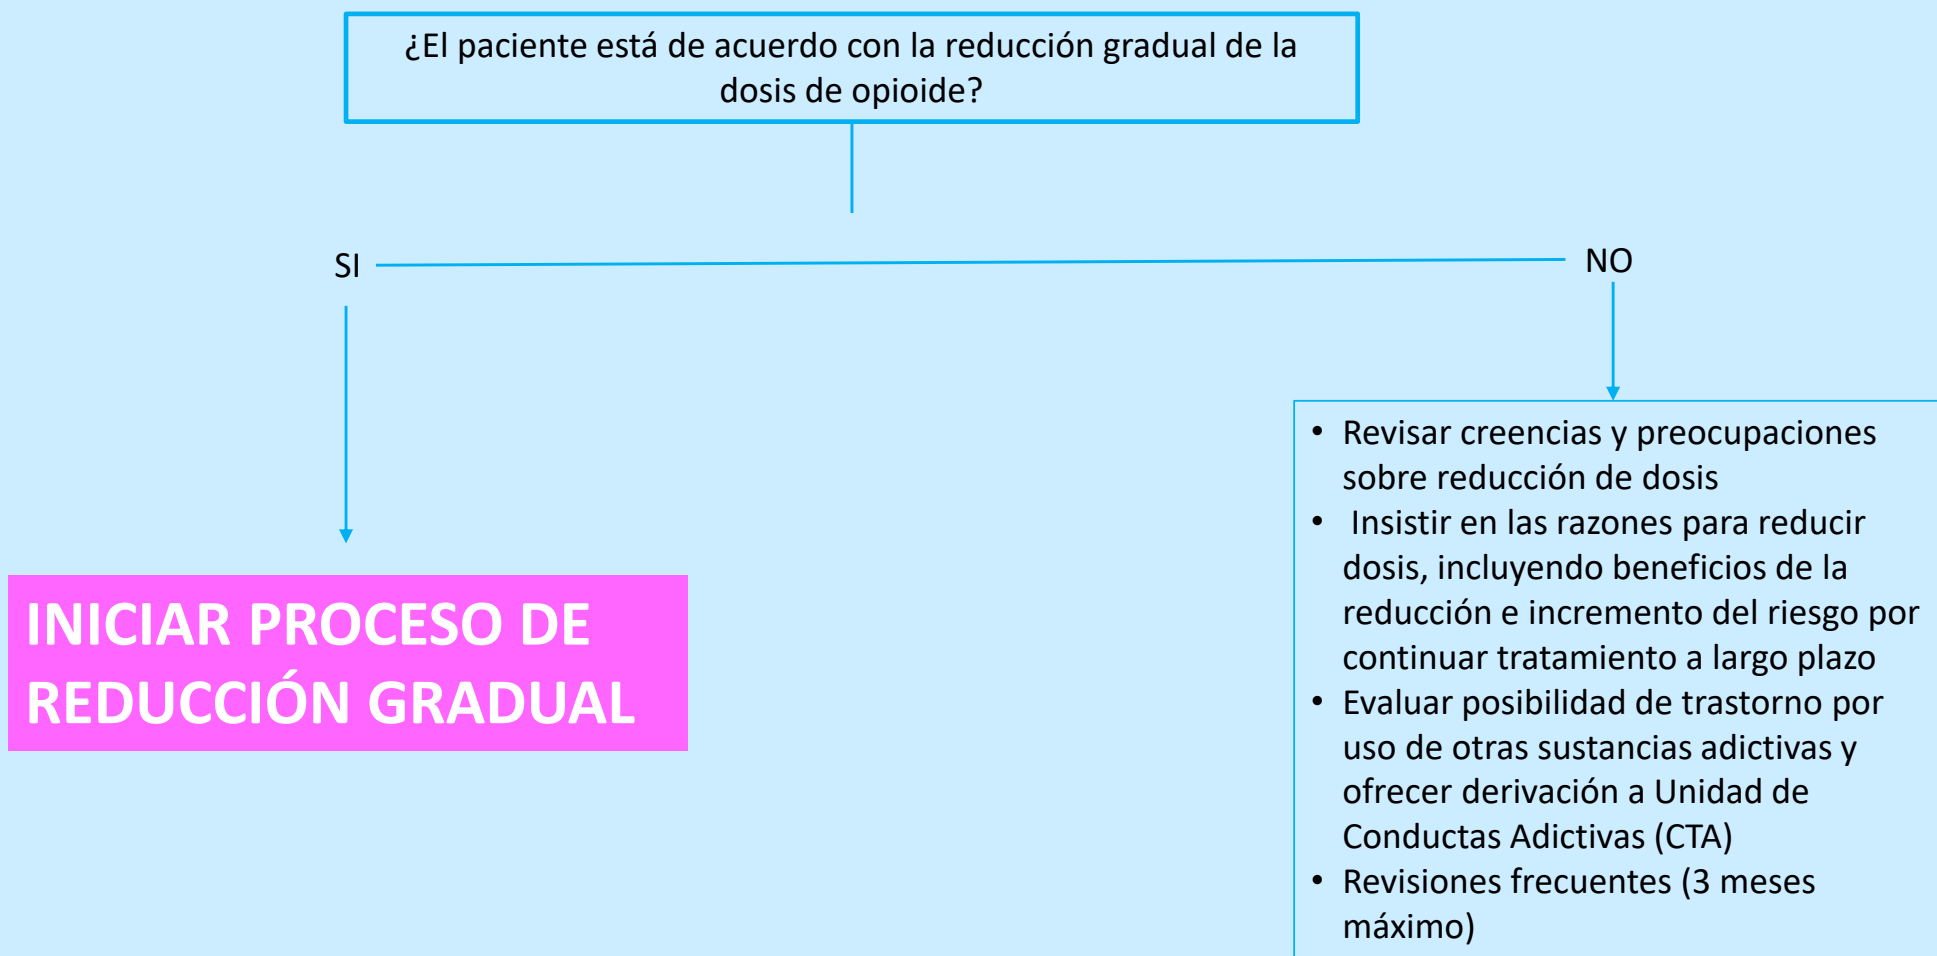 ¿El paciente está de acuerdo con la reducción gradual de la
dosis de opioide?
SI
NO
INICIAR PROCESO DE
REDUCCIÓN GRADUAL
• Revisar creencias y preocupaciones
sobre reducción de dosis
• Insistir en las razones para reducir
dosis, incluyendo beneficios de la
reducción e incremento del riesgo por
continuar tratamiento a largo plazo
• Evaluar posibilidad de trastorno por
uso de otras sustancias adictivas y
ofrecer derivación a Unidad de
Conductas Adictivas (CTA)
• Revisiones frecuentes (3 meses
máximo)